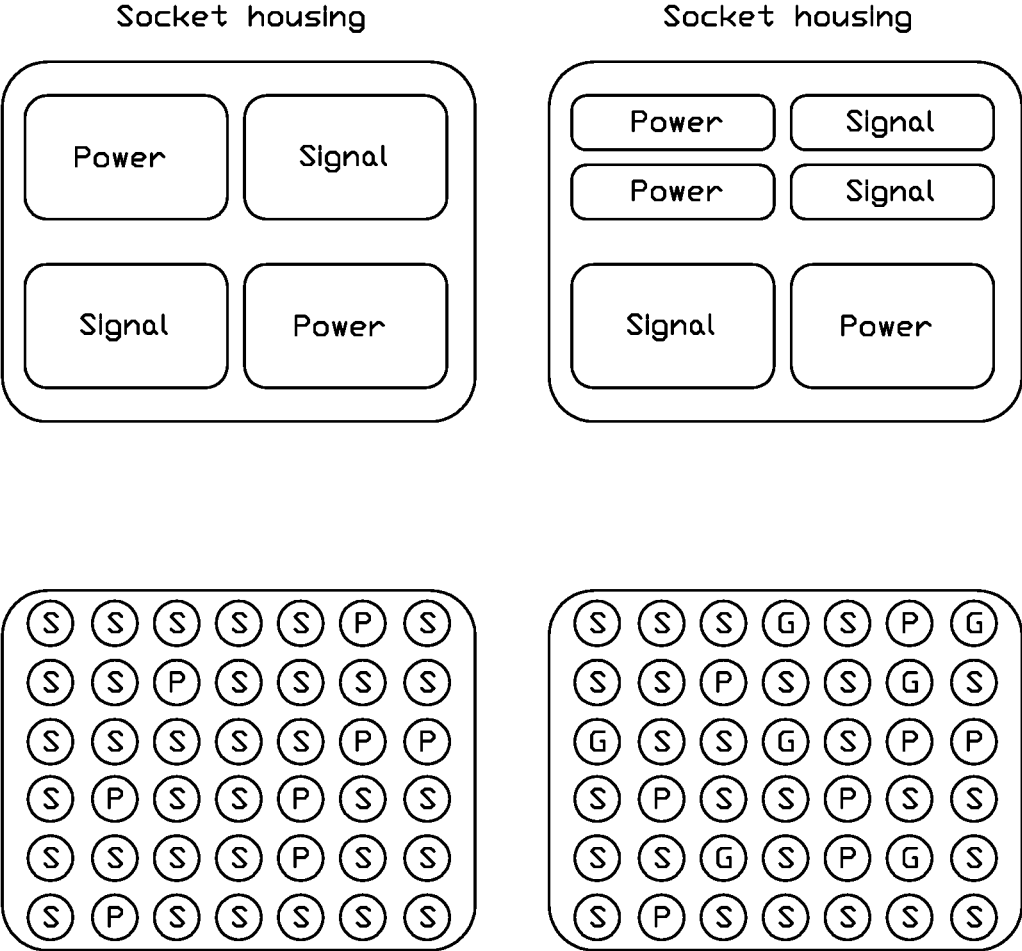 Socket housing Socket housing
Power Signal Power Signal
Power Signal
Signal Power Signal Power
S S S S S P S S S S G S P G
S S P S S S S S S P S S G S
S S S S S P P G S S G S P P
S P S S P S S S P S S P S S
S S S S P S S S S G S P G S
S P S S S S S S P S S S S S